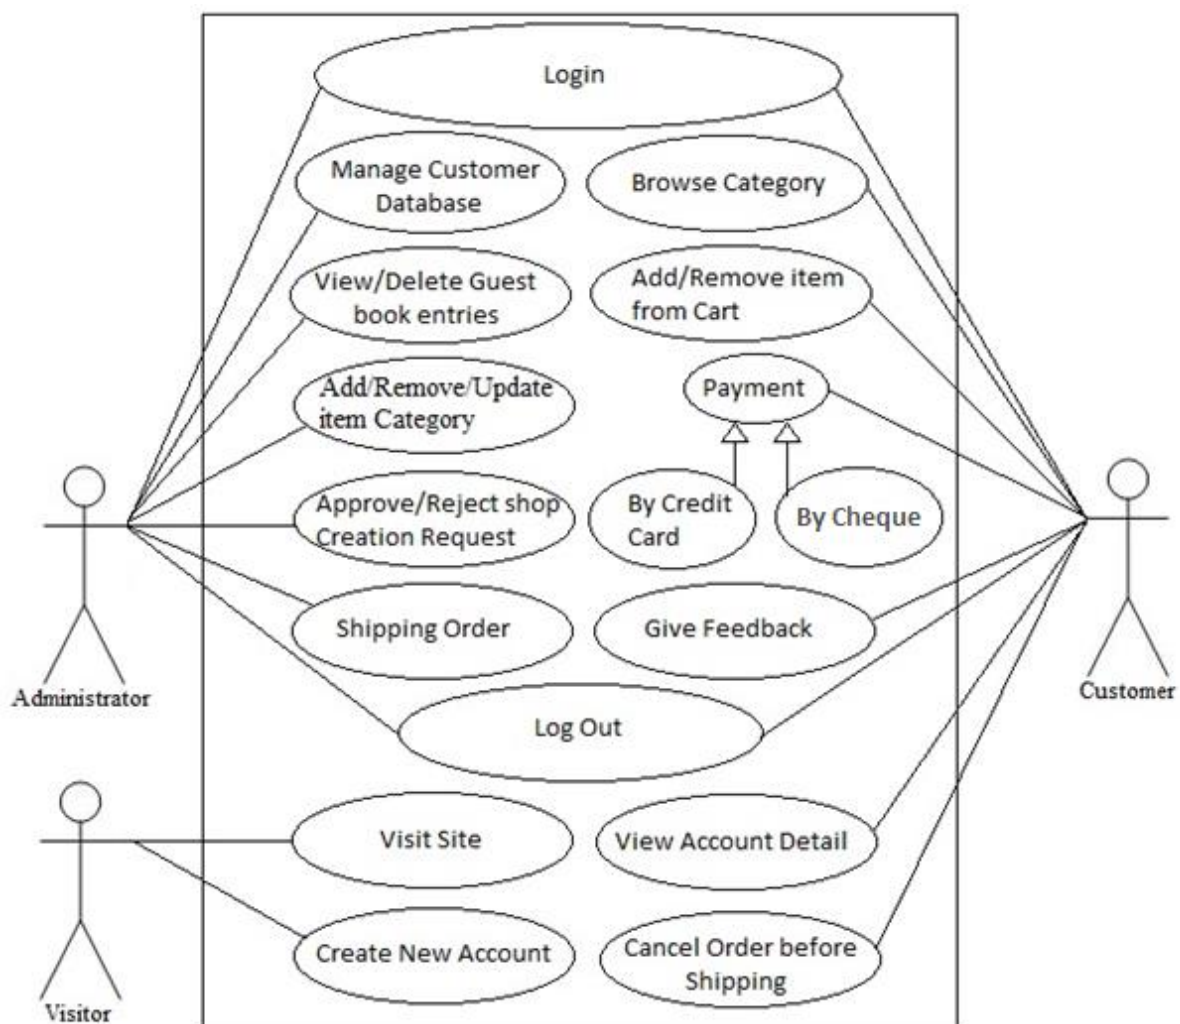 Login
Manage Customer
Database
Browse Category
View/Delete Guest
book entries
Add/Remove item
from Cart
Add/Remove/Update
item Category
Payment
Approve/Reject shop
Creation Request
By Credit
Card
By Cheque
Shipping Order
Give Feedback
Administrator
Customer
Log Out
Visit Site
View Account Detail
Create New Account
Cancel Order before
Shipping
Visitor